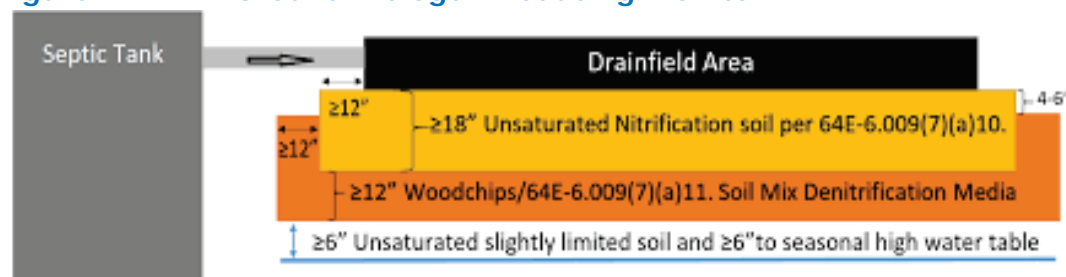 Septic Tank
Drainfield Area
≥12"
4-6'
≥18" Unsaturated Nitrification soil per 64E-6.009(7)(a)10.
≥12"
≥12" Woodchips/64E-6.009(7)(a)11. Soil Mix Denitrification Media
≥6" Unsaturated slightly limited soil and ≥6"to seasonal high water table